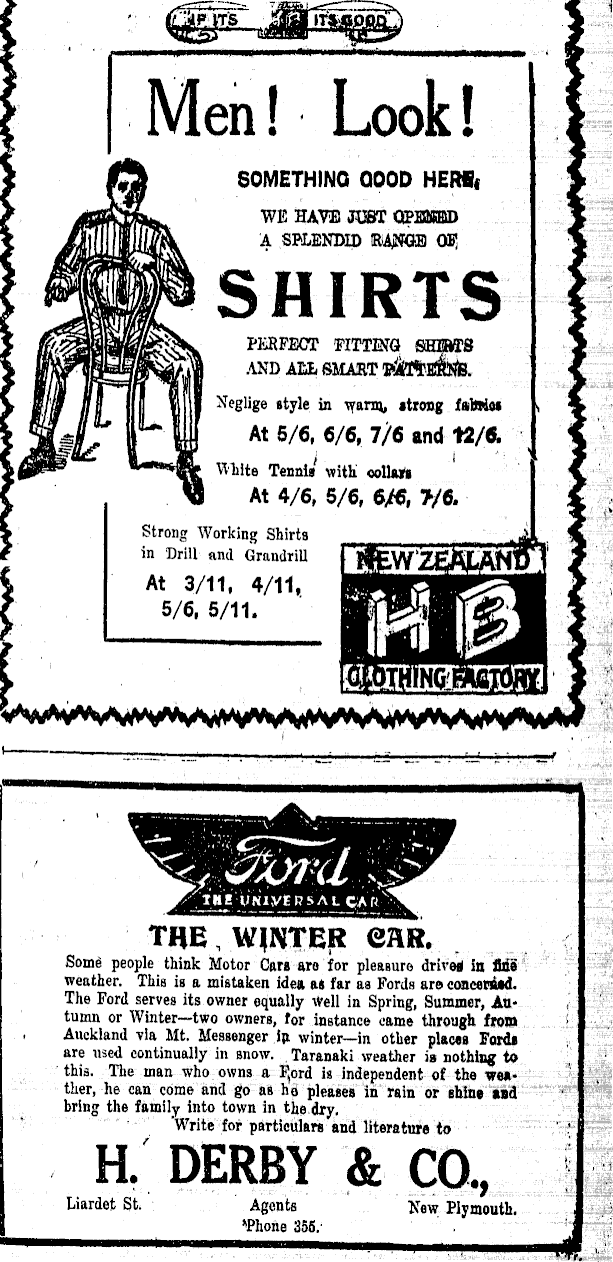 IF ITS HB ITS GOOD
Men! Look!
SOMETHING GOOD HERE,
WE HAVE JUST OPENED
A SPLENDID RANGE OF
SHIRTS
PERFECT FITTING SHIRTS
AND ALL SMART PATTERNS.
Neglige style in warm, strong fabrics
At 5/6, 6/6, 7/6 and 12/6.
White Tennis with collars
At 4/6, 5/6, 6/6, 7/6.
Strong Working Shirts
in Drill and Grandrill
At 3/11, 4/11,
5/6, 5/11.
NEW ZEALAND
HB
CLOTHING FACTORY
Ford
THE UNIVERSAL CAR
THE WINTER CAR.
Some people think Motor Cars are for pleasure drives in fine
weather. This is a mistaken idea as far as Fords are concerned.
The Ford serves its owner equally well in Spring, Summer, Au-
tumn or Winter—two owners, for instance came through from
Auckland via Mt. Messenger in winter—in other places Fords
are used continually in snow. Taranaki weather is nothing to
this. The man who owns a Ford is independent of the wea-
ther, he can come and go as he pleases in rain or shine and
bring the family into town in the dry.
Write for particulars and literature to
H. DERBY & CO.,
Liardet St. Agents New Plymouth.
'Phone 355.